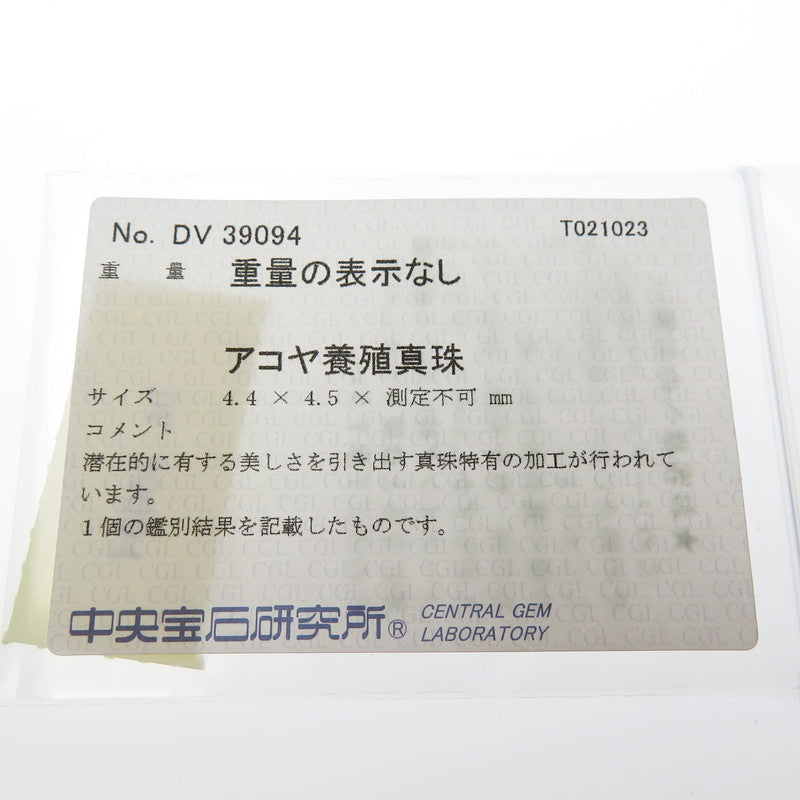 No. DV 39094 T021023
重 量 重量の表示なし
アコヤ養殖真珠
サイズ 4.4 × 4.5 × 測定不可 mm
コメント
潜在的に有する美しさを引き出す真珠特有の加工が行われて
います。
1個の鑑別結果を記載したものです。
中央宝石研究所® CENTRAL GEM
LABORATORY